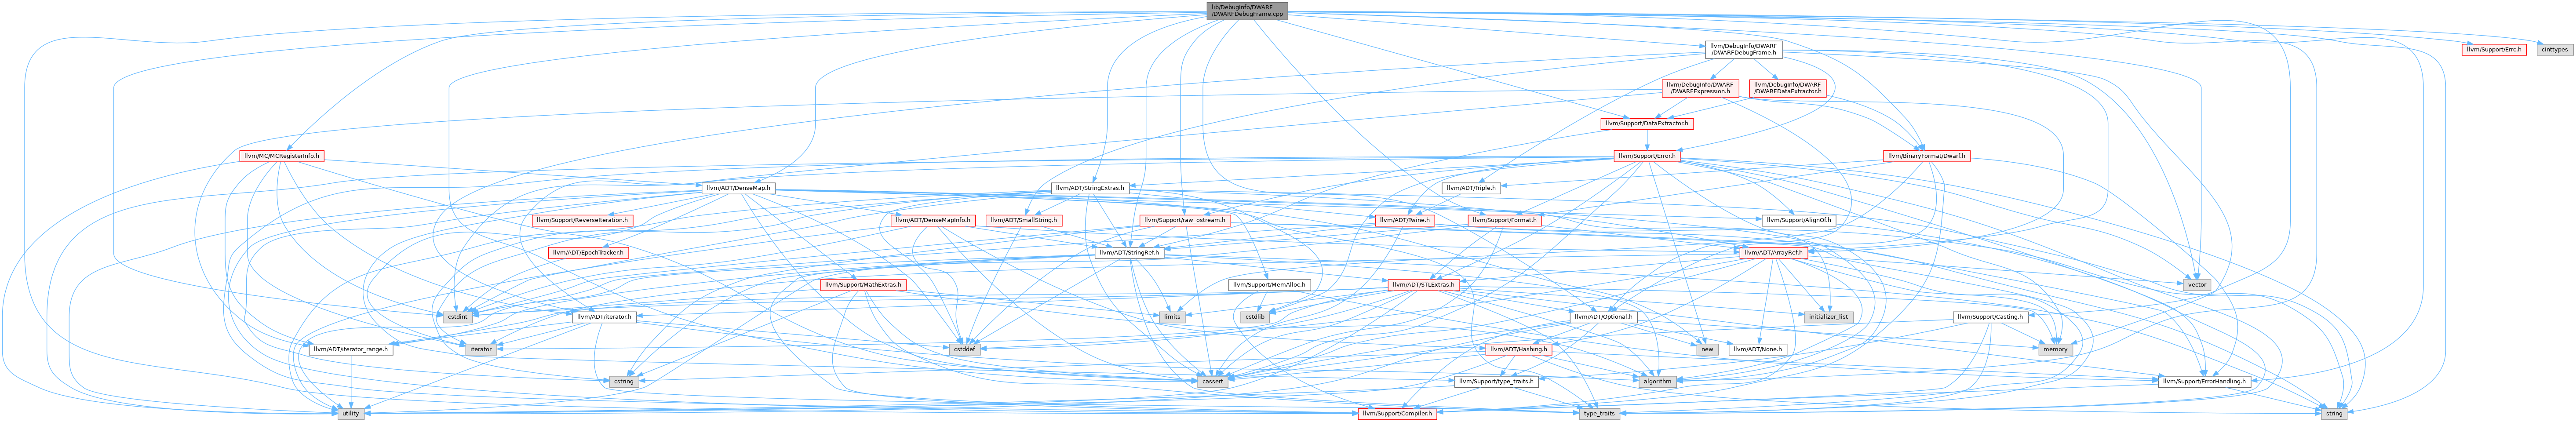 lib/DebugInfo/DWARF
/DWARFDebugFrame.cpp
llvm/DebugInfo/DWARF
/DWARFDebugFrame.h
llvm/Support/Errc.h
cinttypes
llvm/DebugInfo/DWARF
/DWARFExpression.h
llvm/DebugInfo/DWARF
/DWARFDataExtractor.h
llvm/Support/DataExtractor.h
llvm/MC/MCRegisterInfo.h
llvm/Support/Error.h
llvm/BinaryFormat/Dwarf.h
llvm/ADT/DenseMap.h
llvm/ADT/StringExtras.h
llvm/ADT/Triple.h
llvm/Support/ReverseIteration.h
llvm/ADT/DenseMapInfo.h
llvm/ADT/SmallString.h
llvm/Support/raw_ostream.h
llvm/ADT/Twine.h
llvm/Support/Format.h
llvm/Support/AlignOf.h
llvm/ADT/EpochTracker.h
llvm/ADT/StringRef.h
llvm/ADT/ArrayRef.h
llvm/Support/MathExtras.h
llvm/Support/MemAlloc.h
llvm/ADT/STLExtras.h
vector
cstdint
llvm/ADT/iterator.h
limits
cstdlib
llvm/ADT/Optional.h
initializer_list
llvm/Support/Casting.h
llvm/ADT/iterator_range.h
iterator
cstddef
llvm/ADT/Hashing.h
new
llvm/ADT/None.h
memory
cstring
cassert
llvm/Support/type_traits.h
algorithm
llvm/Support/ErrorHandling.h
utility
llvm/Support/Compiler.h
type_traits
string